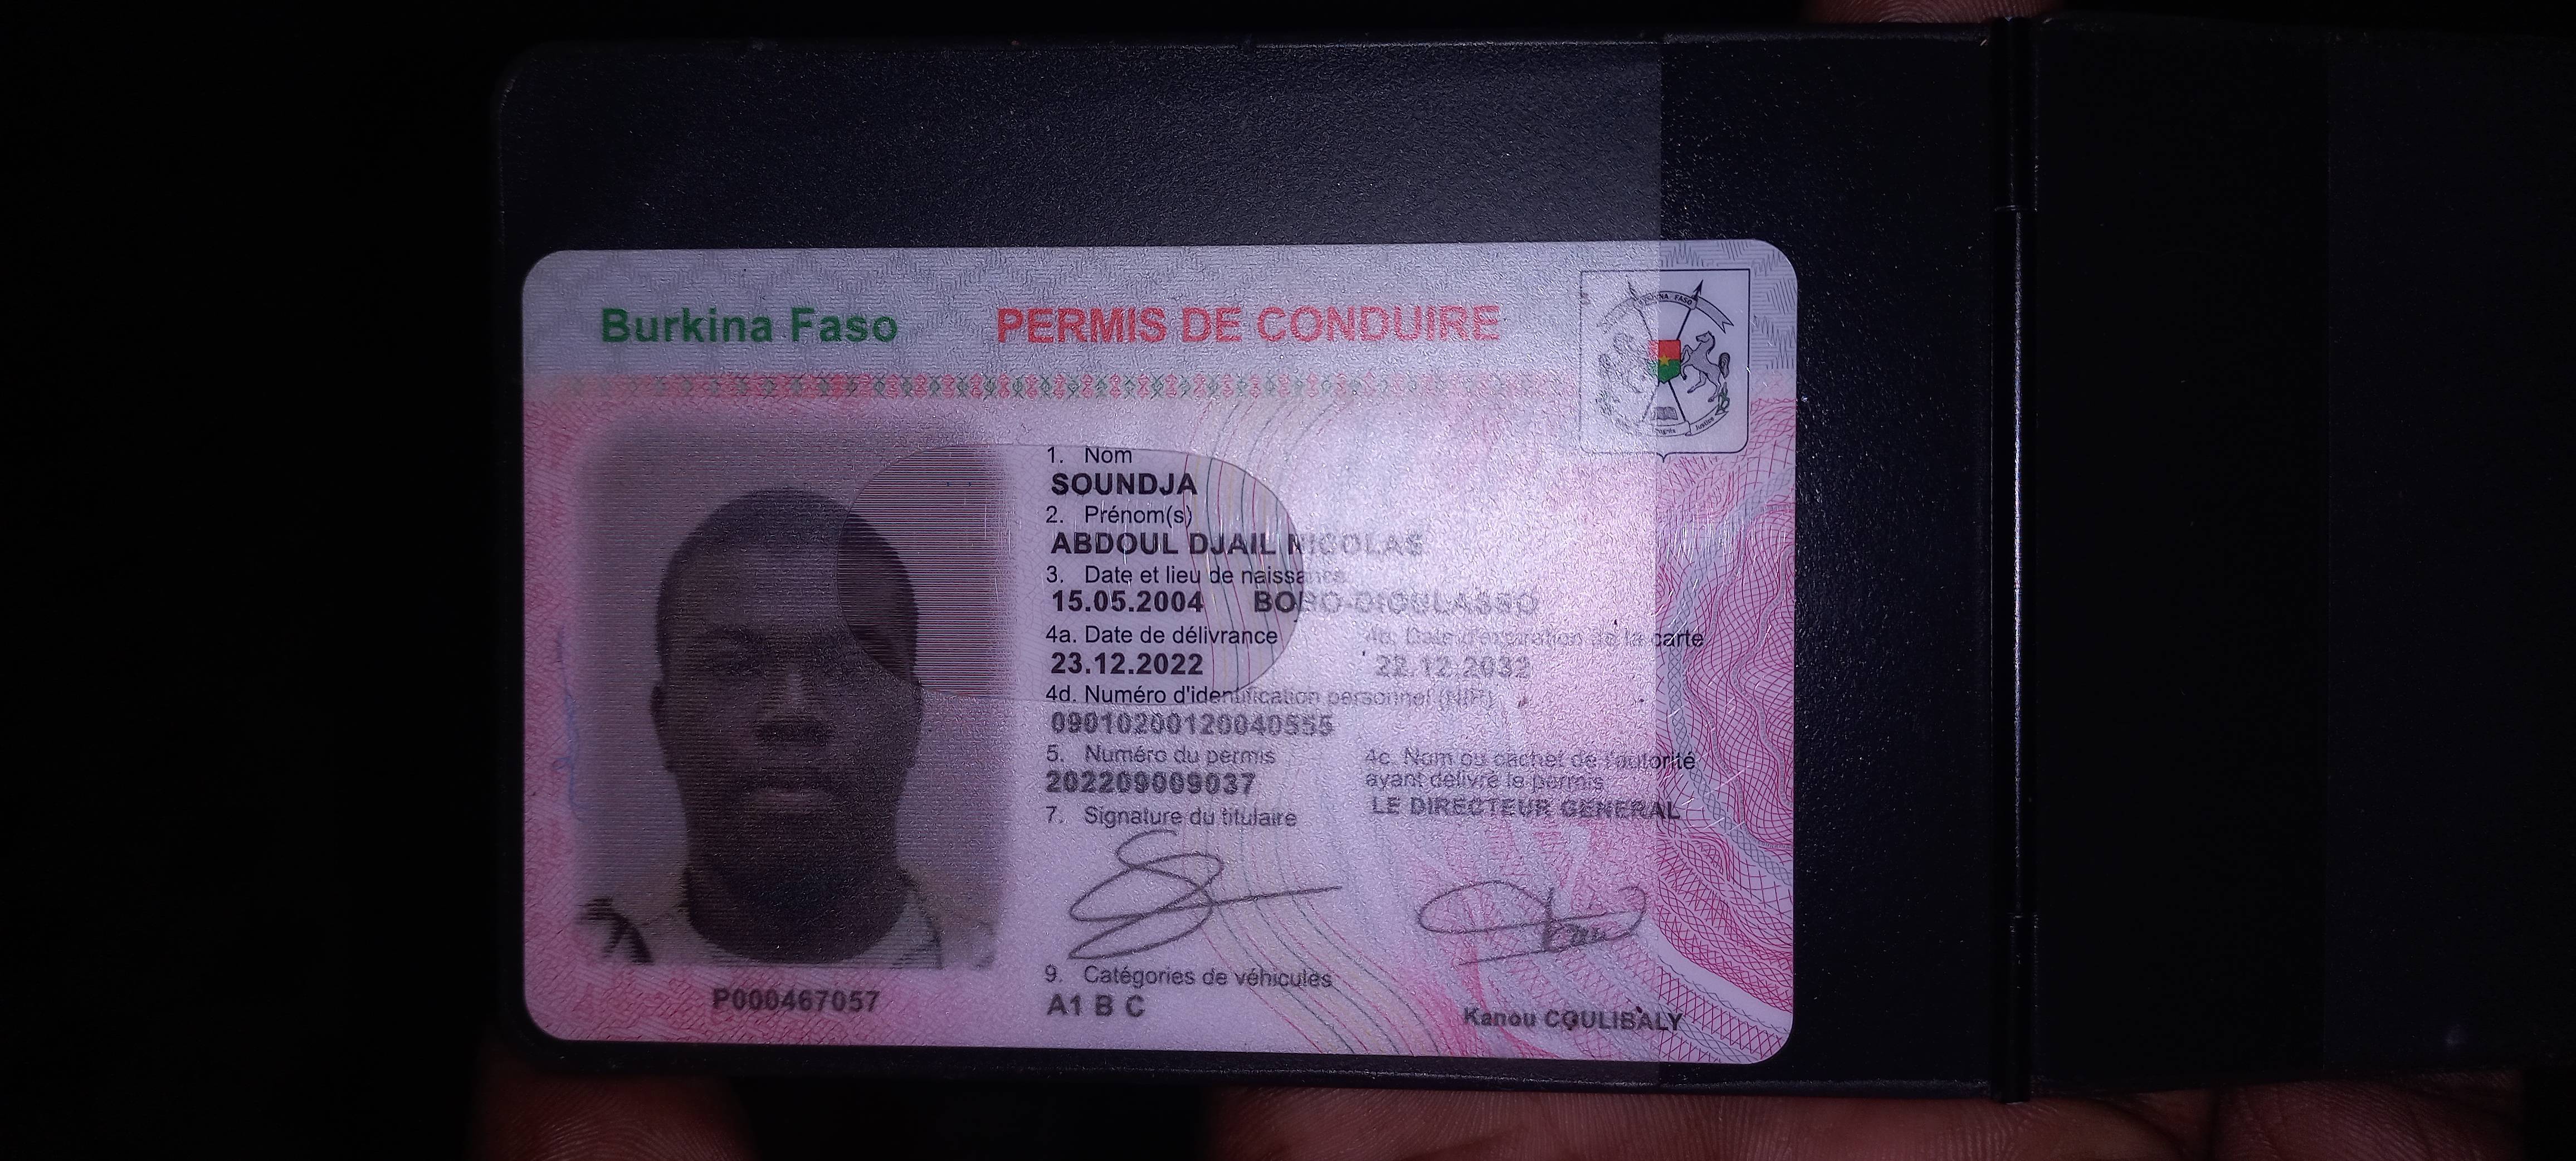 Burkina Faso PERMIS DE CONDUIRE
BURKINA FASO
Progrès Justice
1. Nom
SOUNDJA
2. Prénom(s)
ABDOUL DJAIL NICOLAS
3. Date et lieu de naissance
15.05.2004 BOBO-DIOULASSO
4a. Date de délivrance 4b. Date d'expiration de la carte
23.12.2022 22.12.2032
4d. Numéro d'identification personnel (NIP)
09010200120040555
5. Numéro du permis 4c. Nom ou cachet de l'autorité
202209009037 ayant délivré le permis
LE DIRECTEUR GENERAL
7. Signature du titulaire
9. Catégories de véhicules
P000467057 A1 B C Kanou COULIBALY